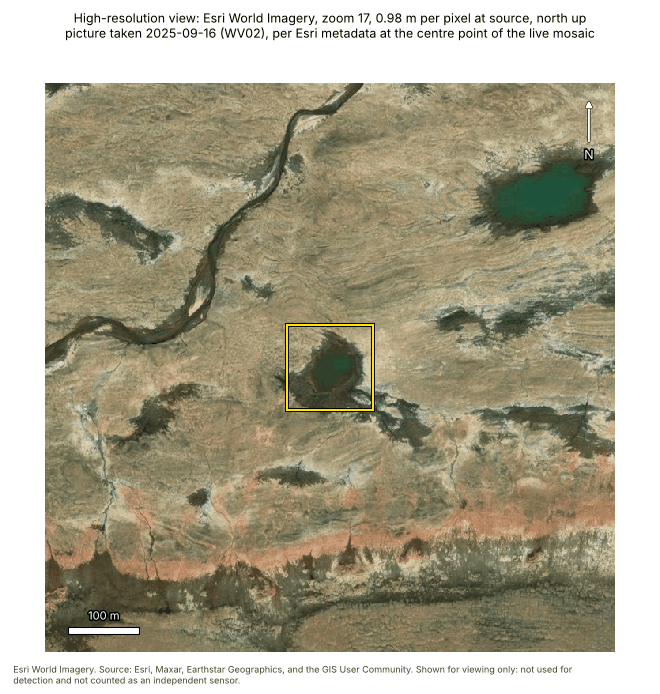 High-resolution view: Esri World Imagery, zoom 17, 0.98 m per pixel at source, north up
picture taken 2025-09-16 (WV02), per Esri metadata at the centre point of the live mosaic
N
100 m
Esri World Imagery. Source: Esri, Maxar, Earthstar Geographics, and the GIS User Community. Shown for viewing only: not used for
detection and not counted as an independent sensor.